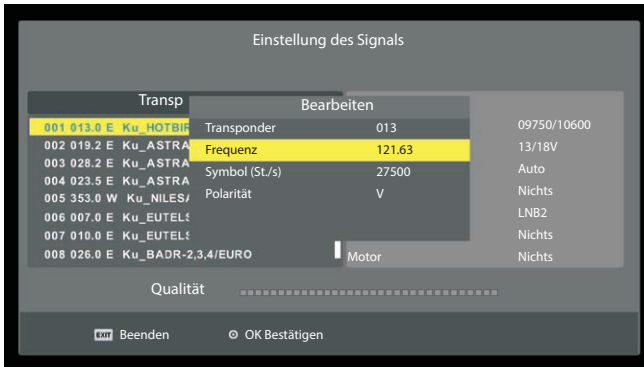 Einstellung des Signals
Transp
Bearbeiten
001 013.0 E Ku_HOTBIR
002 019.2 E Ku_ASTRA
003 028.2 E Ku_ASTRA
004 023.5 E Ku_ASTRA
005 353.0 W Ku_NILESA
006 007.0 E Ku_EUTELS
007 010.0 E Ku_EUTELS
008 026.0 E Ku_BADR-2,3,4/EURO
Transponder 013
Frequenz 121.63
Symbol (St./s) 27500
Polarität V
09750/10600
13/18V
Auto
Nichts
LNB2
Nichts
Motor Nichts
Qualität
EXIT Beenden
OK Bestätigen